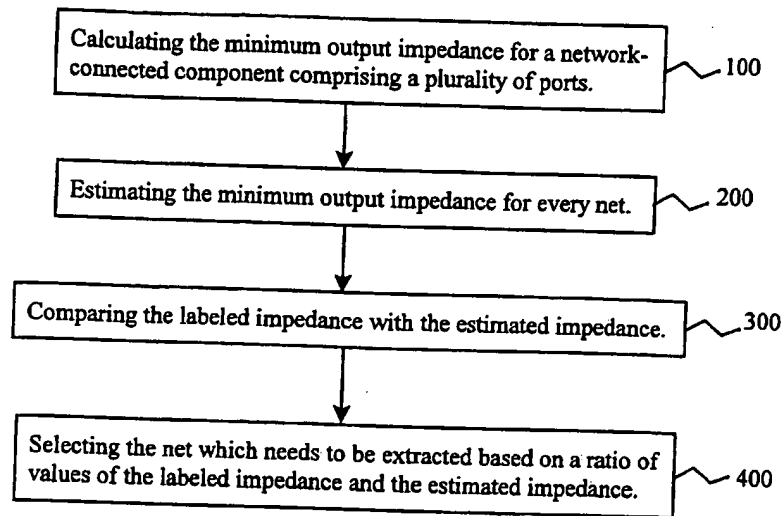 Calculating the minimum output impedance for a network-
connected component comprising a plurality of ports.
100
Estimating the minimum output impedance for every net.
200
Comparing the labeled impedance with the estimated impedance.
300
Selecting the net which needs to be extracted based on a ratio of
values of the labeled impedance and the estimated impedance.
400